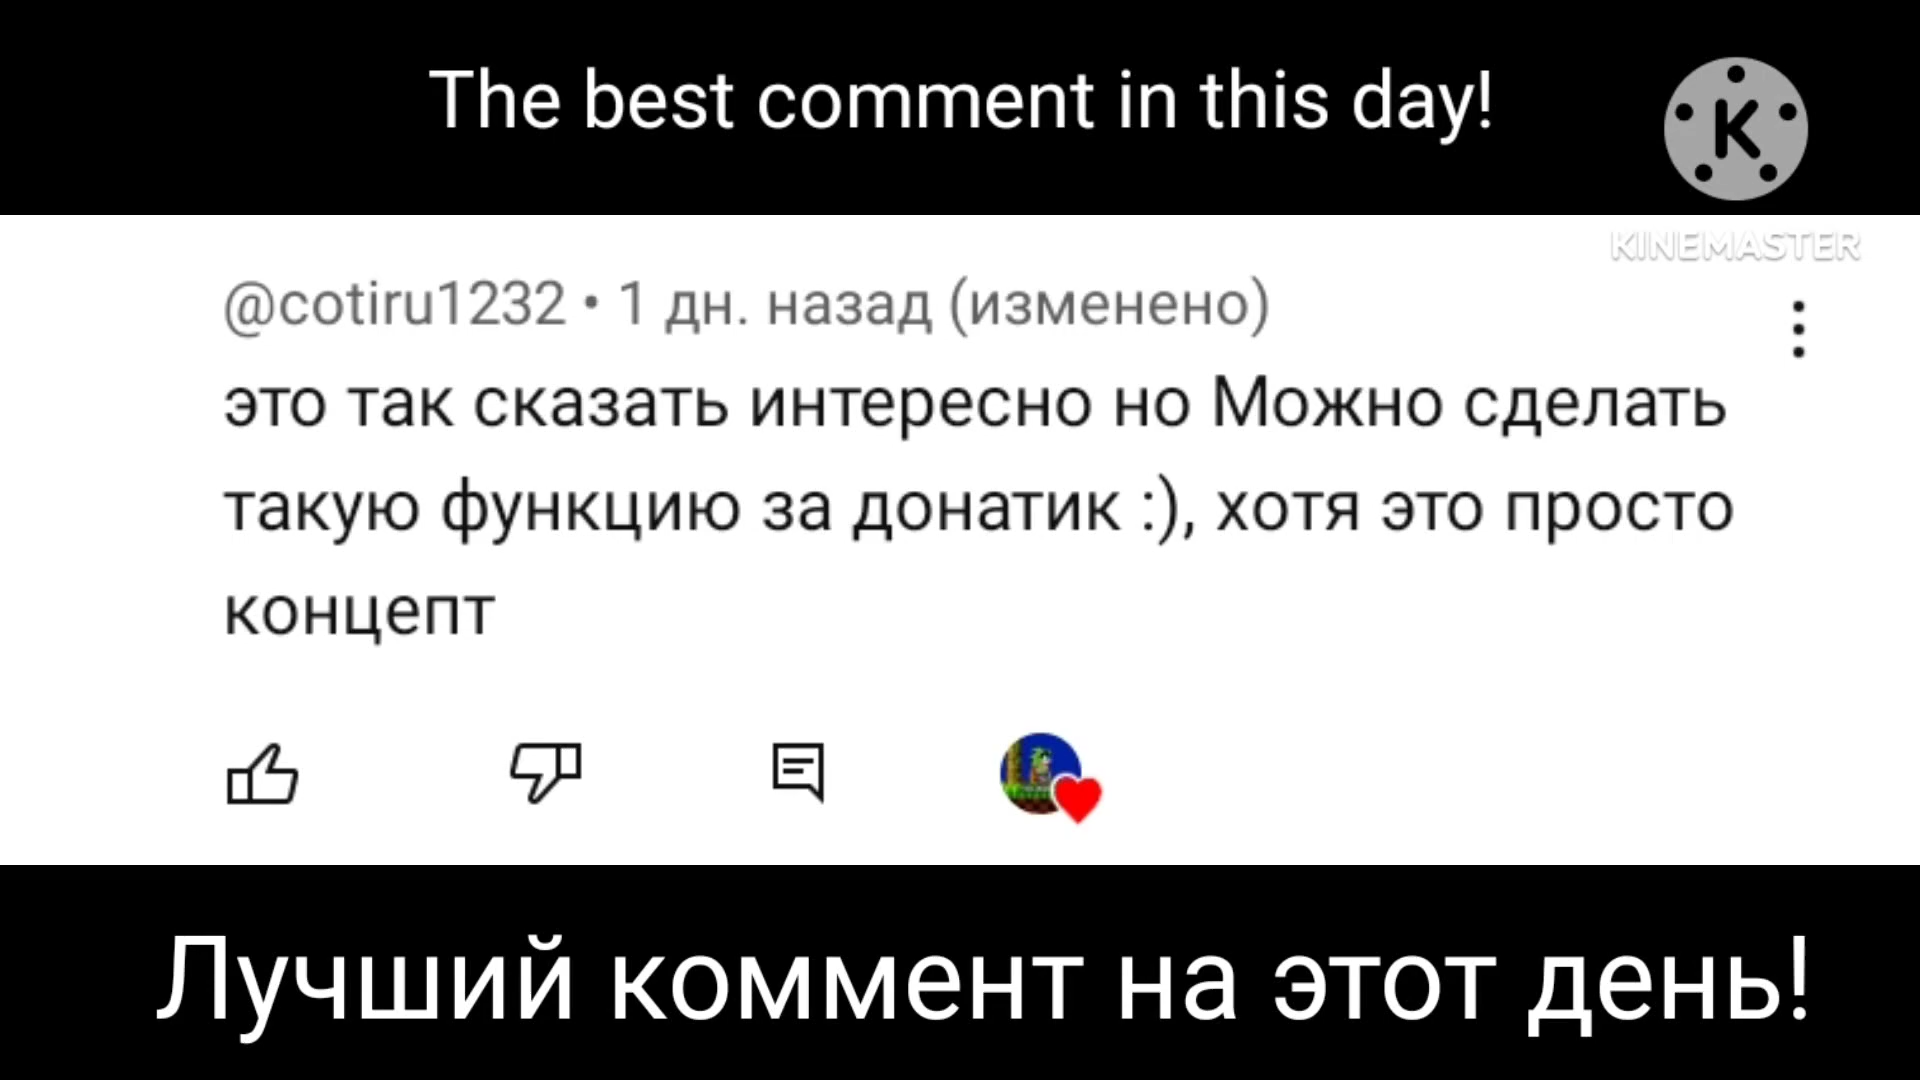 The best comment in this day!
K
KINEMASTER
@cotiru1232 • 1 дн. назад (изменено)
это так сказать интересно но Можно сделать
такую функцию за донатик :), хотя это просто
концепт
Лучший коммент на этот день!